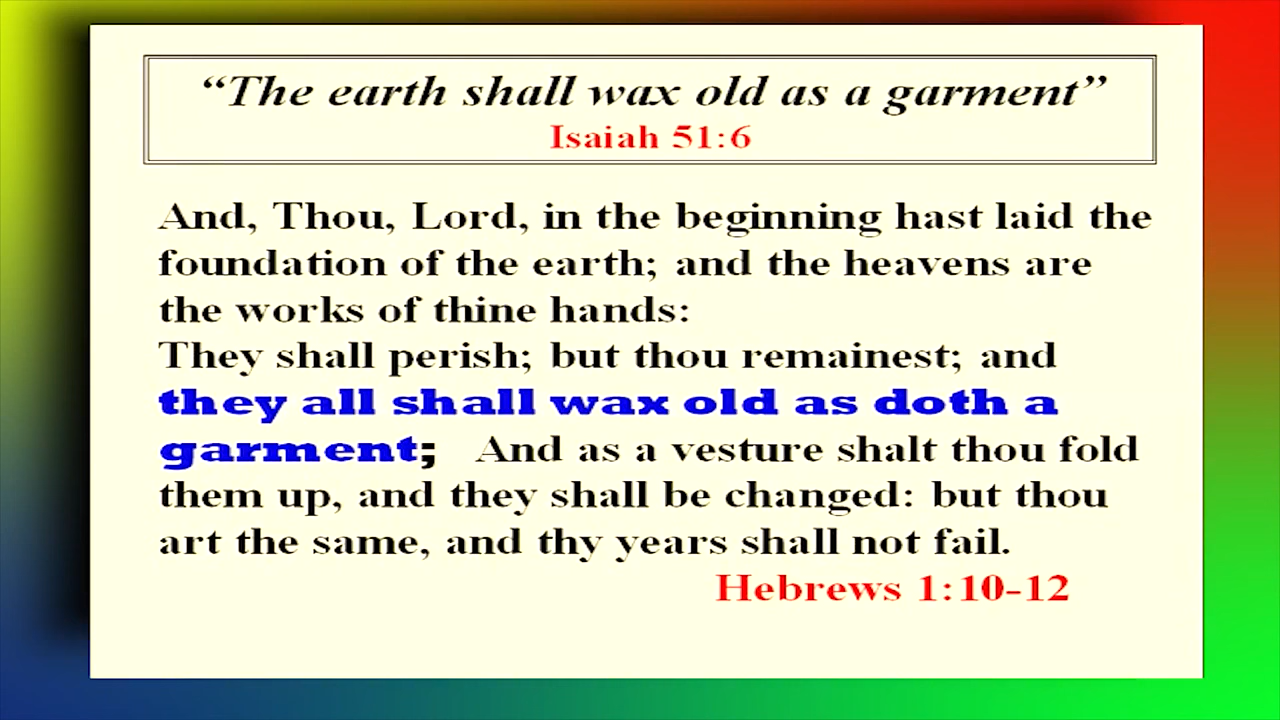 “The earth shall wax old as a garment”
Isaiah 51:6
And, Thou, Lord, in the beginning hast laid the
foundation of the earth; and the heavens are
the works of thine hands:
They shall perish; but thou remainest; and
they all shall wax old as doth a
garment; And as a vesture shalt thou fold
them up, and they shall be changed: but thou
art the same, and thy years shall not fail.
Hebrews 1:10-12